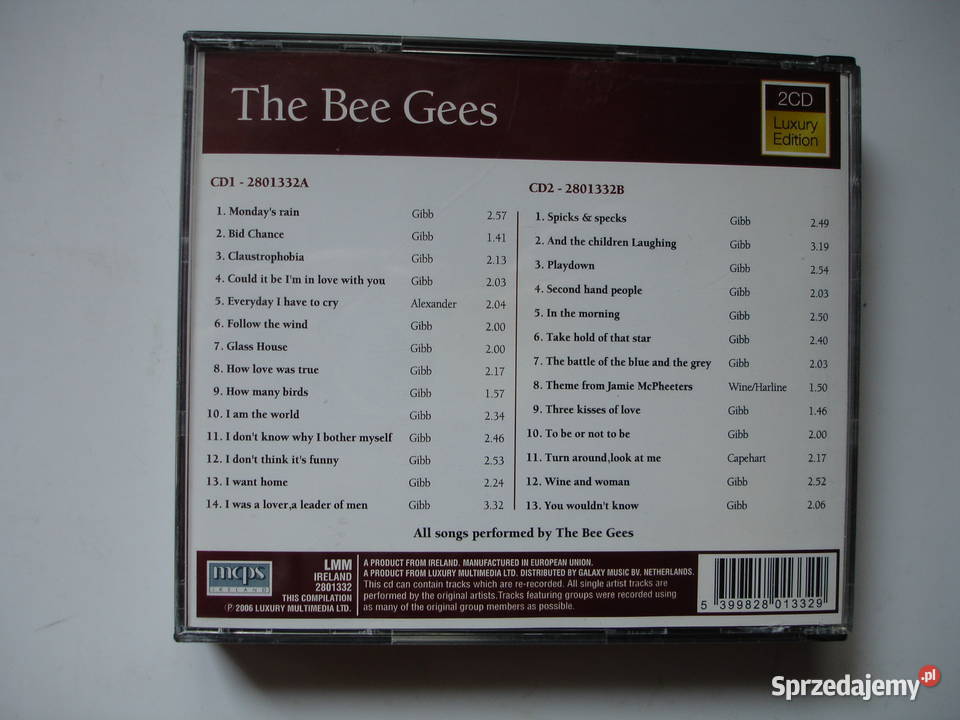 The Bee Gees
2CD
Luxury
Edition
CD1 - 2801332A
1. Monday's rain Gibb 2.57
2. Bid Chance Gibb 1.41
3. Claustrophobia Gibb 2.13
4. Could it be I'm in love with you Gibb 2.03
5. Everyday I have to cry Alexander 2.04
6. Follow the wind Gibb 2.00
7. Glass House Gibb 2.00
8. How love was true Gibb 2.17
9. How many birds Gibb 1.57
10. I am the world Gibb 2.34
11. I don't know why I bother myself Gibb 2.46
12. I don't think it's funny Gibb 2.53
13. I want home Gibb 2.24
14. I was a lover,a leader of men Gibb 3.32
CD2 - 2801332B
1. Spicks & specks Gibb 2.49
2. And the children Laughing Gibb 3.19
3. Playdown Gibb 2.54
4. Second hand people Gibb 2.03
5. In the morning Gibb 2.50
6. Take hold of that star Gibb 2.40
7. The battle of the blue and the grey Gibb 2.03
8. Theme from Jamie McPheeters Wine/Harline 1.50
9. Three kisses of love Gibb 1.46
10. To be or not to be Gibb 2.00
11. Turn around,look at me Capehart 2.17
12. Wine and woman Gibb 2.52
13. You wouldn't know Gibb 2.06
All songs performed by The Bee Gees
mcps
IRELAND
LMM
IRELAND
2801332
THIS COMPILATION
℗ 2006 LUXURY MULTIMEDIA LTD.
A PRODUCT FROM IRELAND. MANUFACTURED IN EUROPEAN UNION.
A PRODUCT FROM LUXURY MULTIMEDIA LTD. DISTRIBUTED BY GALAXY MUSIC BV. NETHERLANDS.
This cd can contain tracks which are re-recorded. All single artist tracks are
performed by the original artists.Tracks featuring groups were recorded using
as many of the original group members as possible.
5 399828 013329
Sprzedajemy.pl